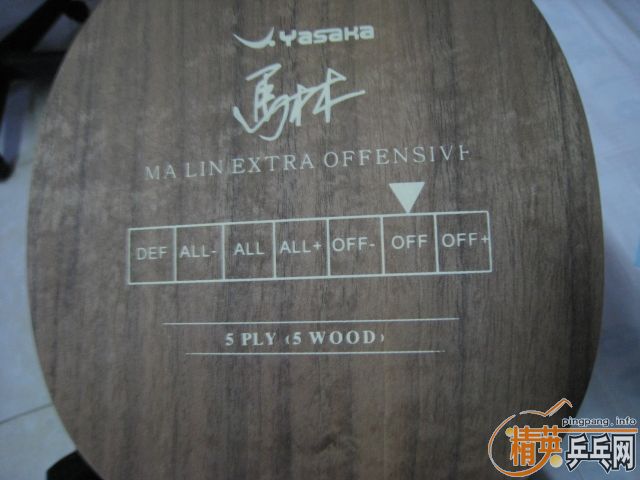 Yasaka
馬林
MA LIN EXTRA OFFENSIVE
DEF ALL- ALL ALL+ OFF- OFF OFF+
5 PLY (5 WOOD)
pingpang.info
精英乒乓网